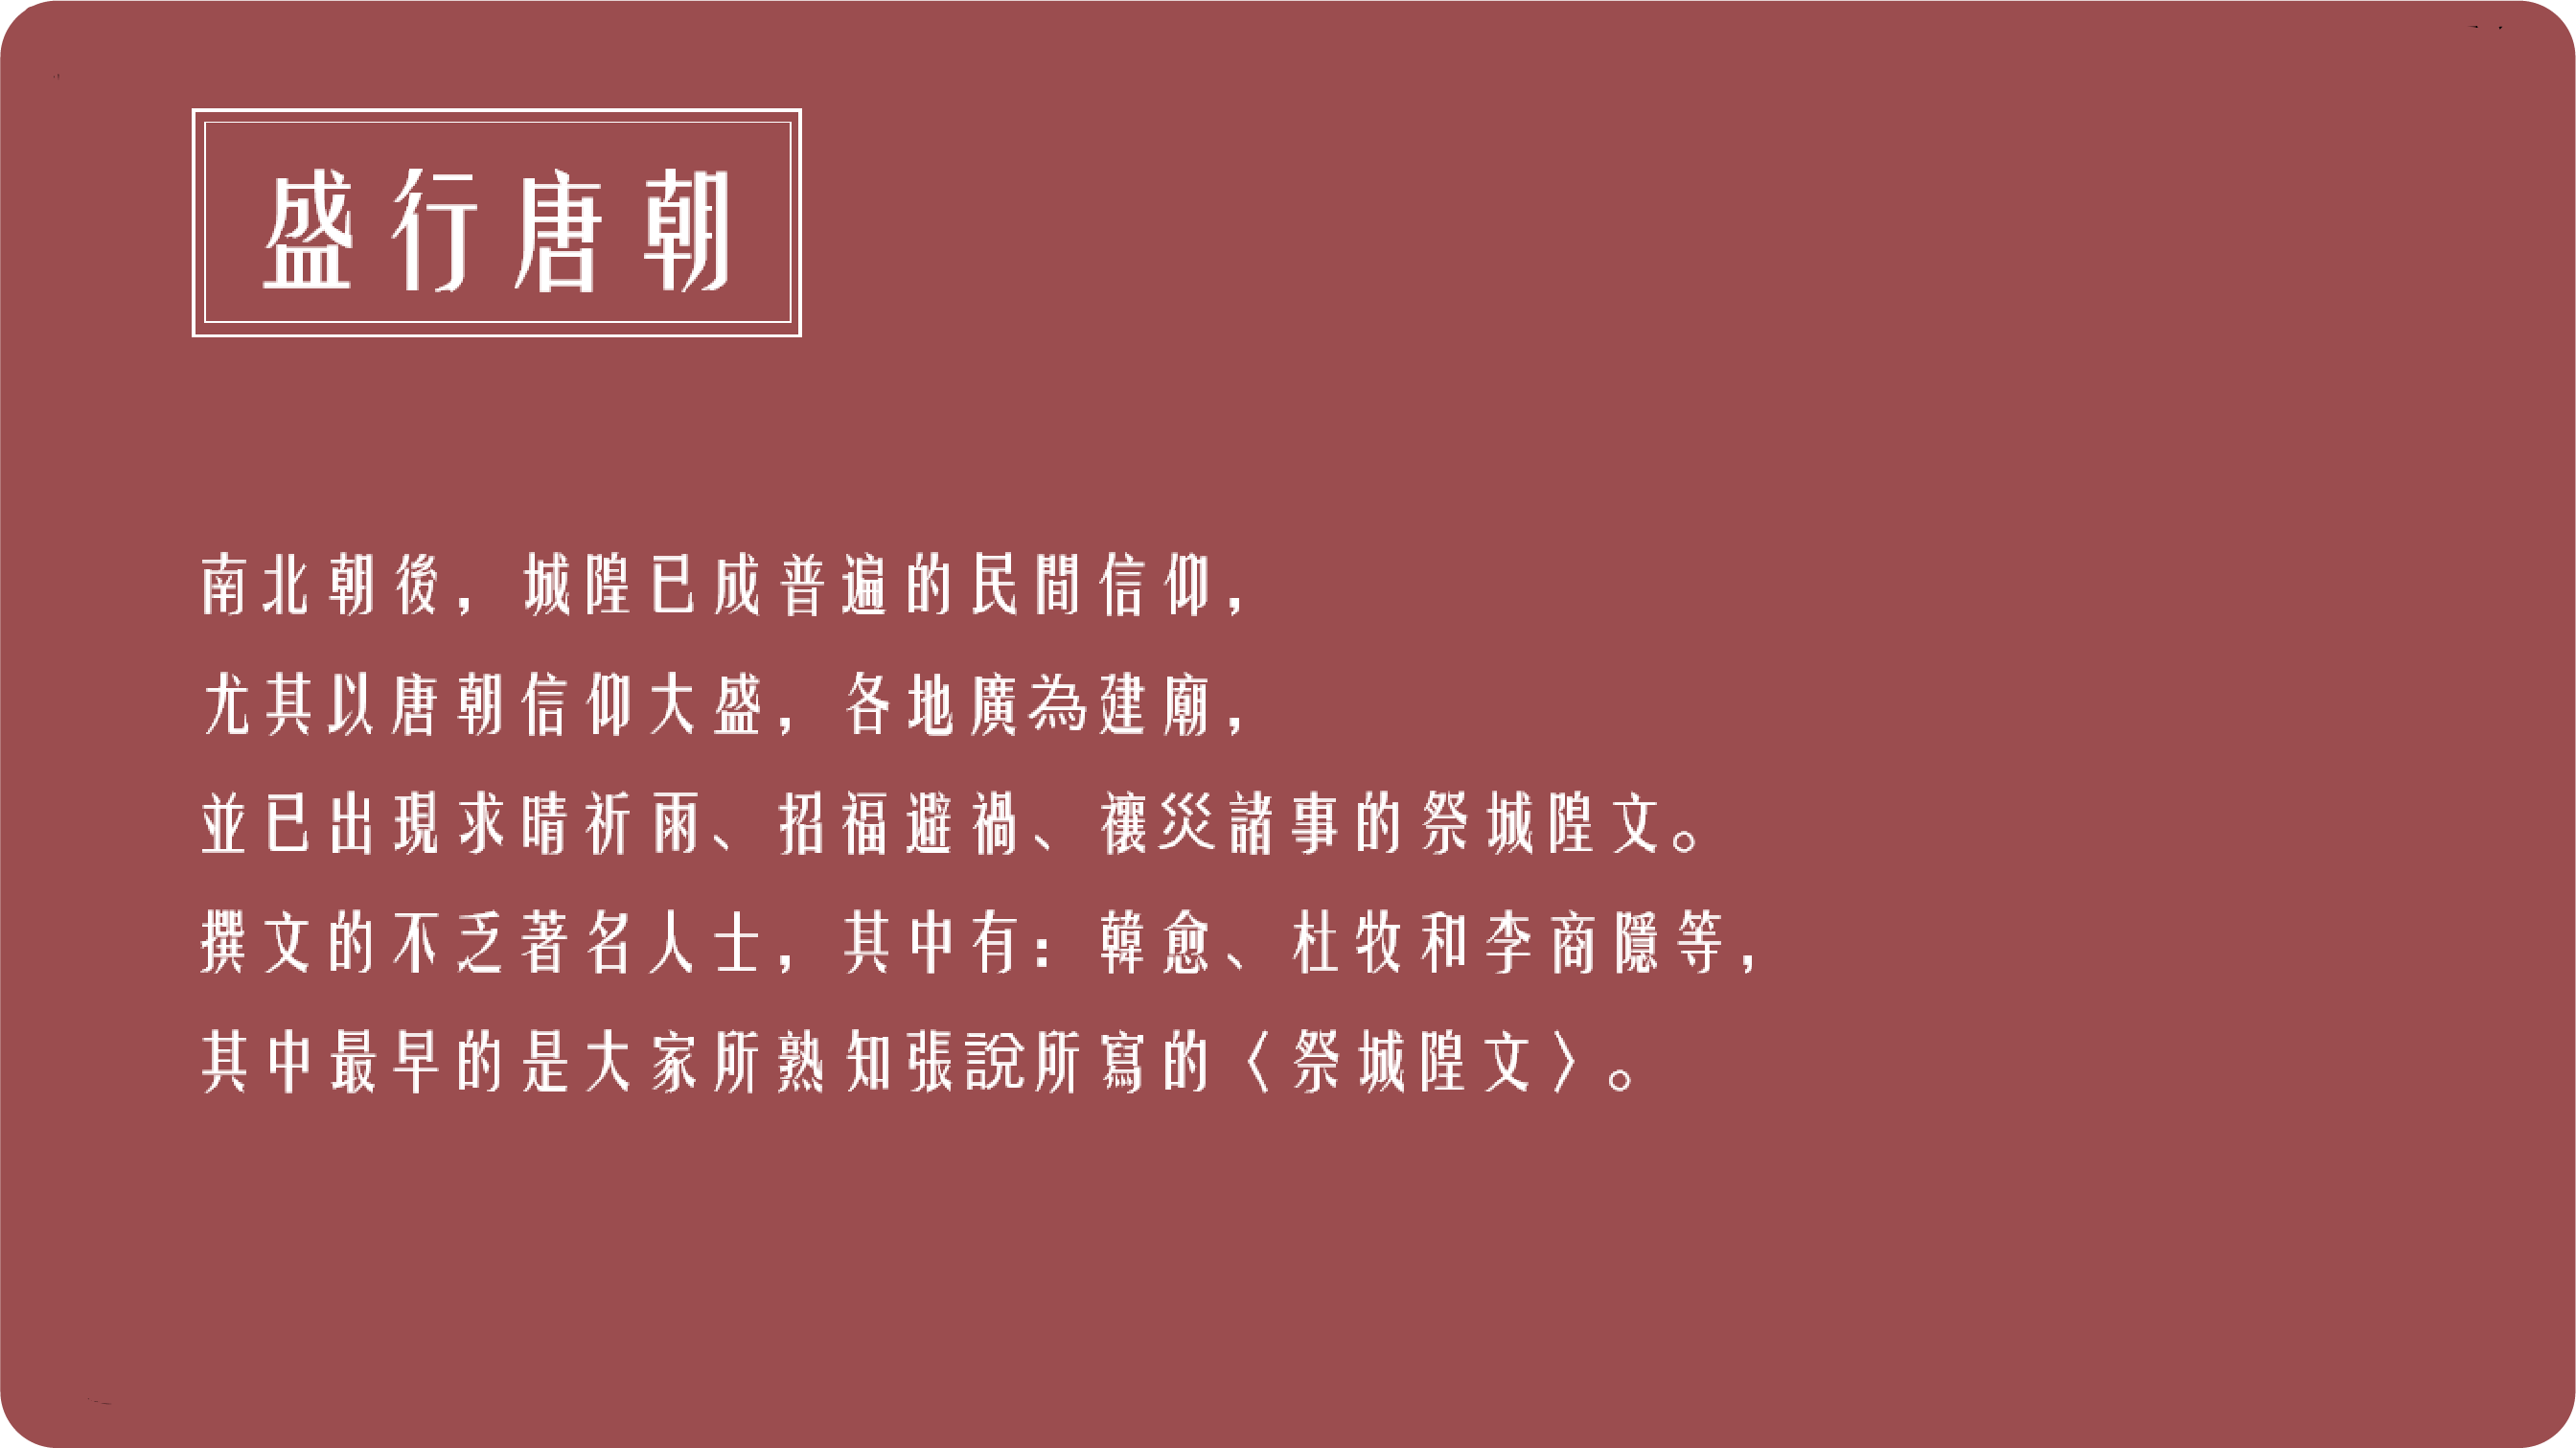 盛行唐朝
南北朝後，城隍已成普遍的民間信仰，
尤其以唐朝信仰大盛，各地廣為建廟，
並已出現求晴祈雨、招福避禍、禳災諸事的祭城隍文。
撰文的不乏著名人士，其中有：韓愈、杜牧和李商隱等，
其中最早的是大家所熟知張說所寫的〈祭城隍文〉。